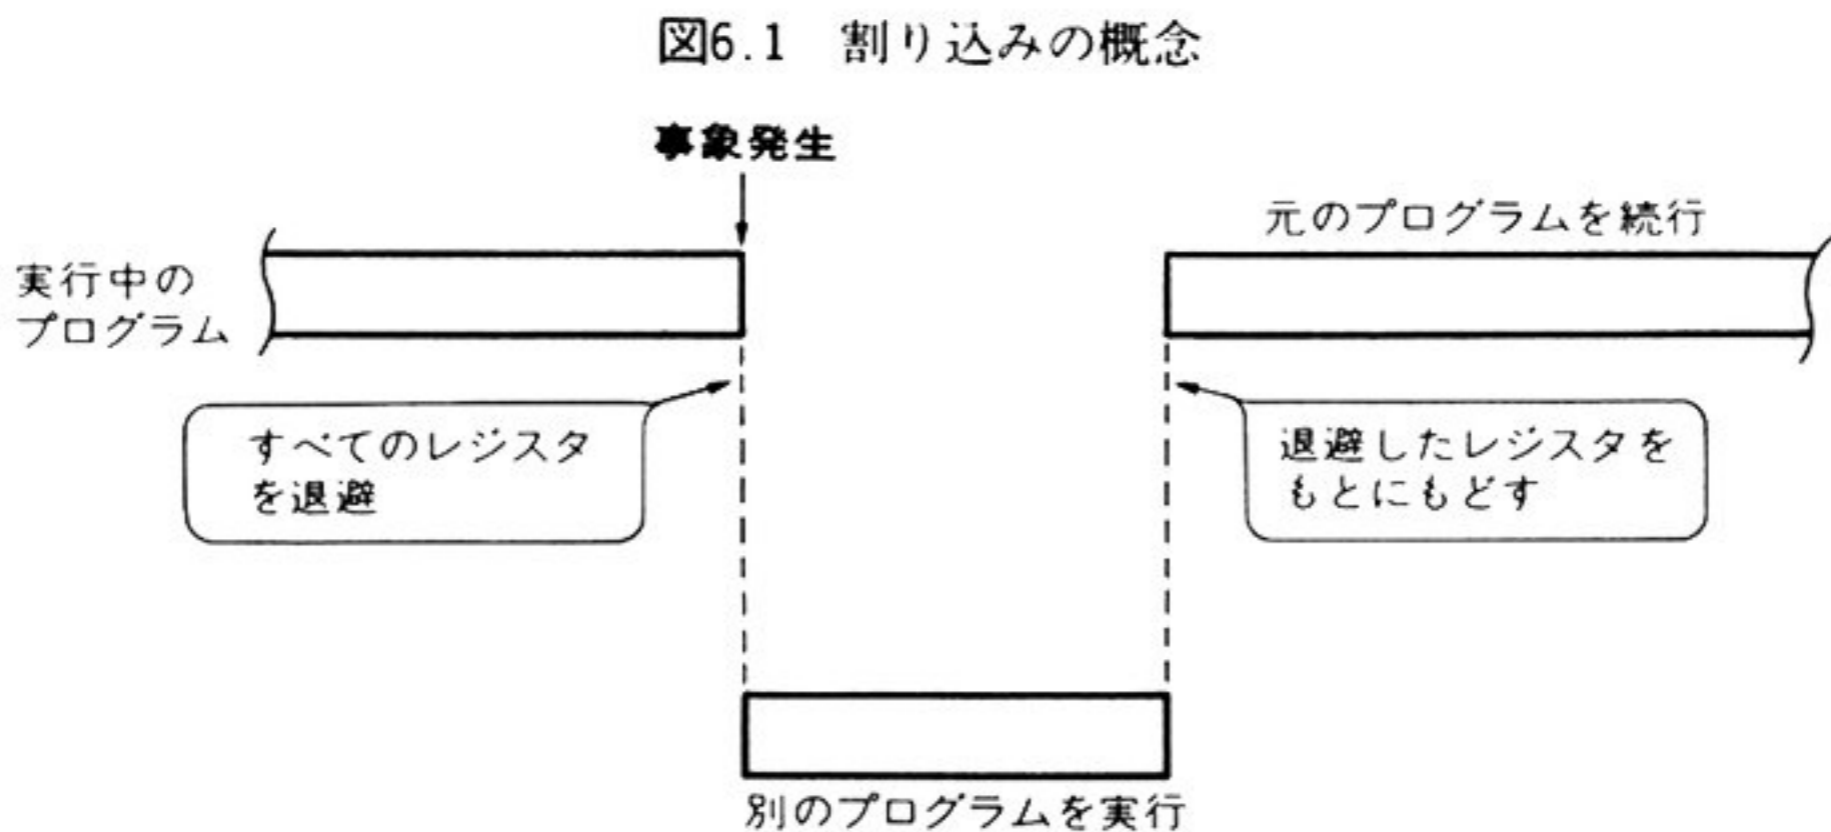 図6.1 割り込みの概念
事象発生
元のプログラムを続行
実行中の
プログラム
すべてのレジスタ
を退避
退避したレジスタを
もとにもどす
別のプログラムを実行